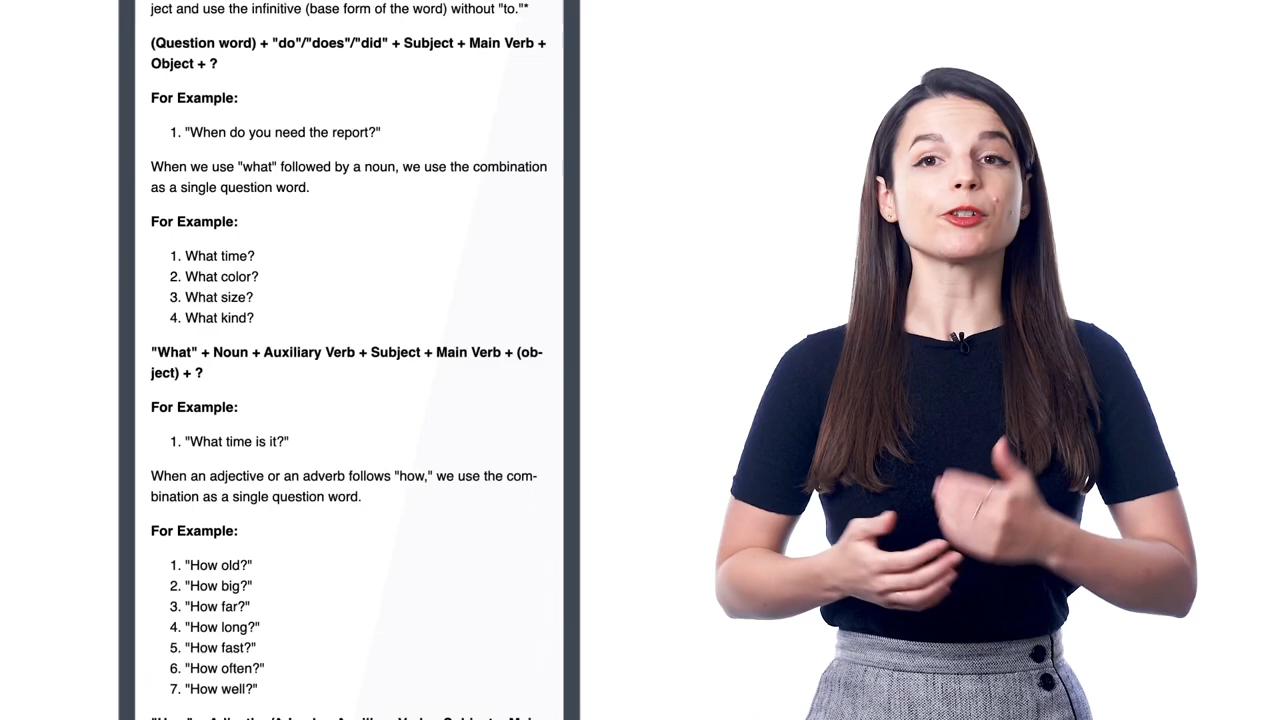 ject and use the infinitive (base form of the word) without "to."*
(Question word) + "do"/"does"/"did" + Subject + Main Verb +
Object + ?
For Example:
1. "When do you need the report?"
When we use "what" followed by a noun, we use the combination
as a single question word.
For Example:
1. What time?
2. What color?
3. What size?
4. What kind?
"What" + Noun + Auxiliary Verb + Subject + Main Verb + (ob-
ject) + ?
For Example:
1. "What time is it?"
When an adjective or an adverb follows "how," we use the com-
bination as a single question word.
For Example:
1. "How old?"
2. "How big?"
3. "How far?"
4. "How long?"
5. "How fast?"
6. "How often?"
7. "How well?"